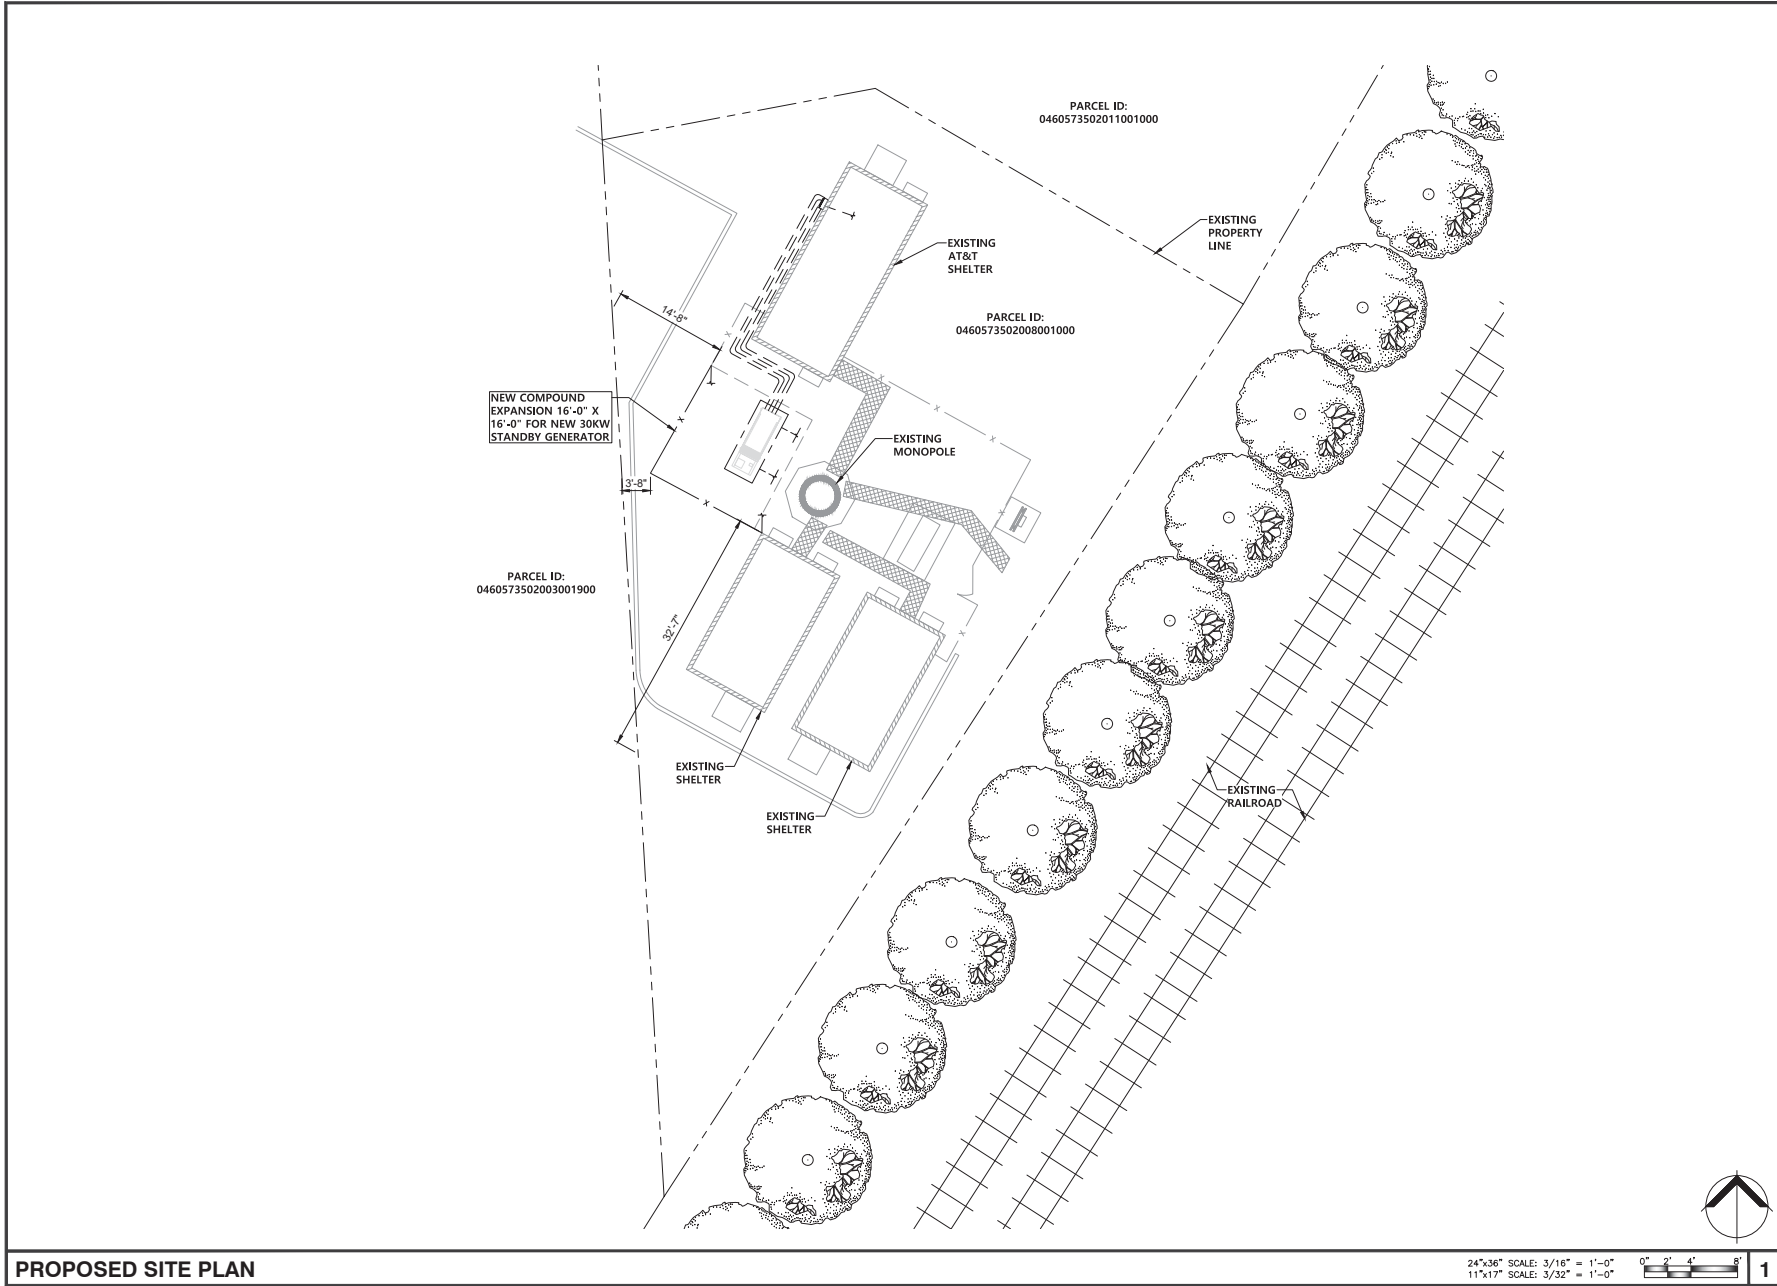 PARCEL ID:
0460573502011001000
EXISTING
PROPERTY
LINE
EXISTING
AT&T
SHELTER
14'-8"
PARCEL ID:
0460573502008001000
NEW COMPOUND
EXPANSION 16'-0" X
16'-0" FOR NEW 30KW
STANDBY GENERATOR
EXISTING
MONOPOLE
3'-8"
PARCEL ID:
0460573502003001900
32'-7"
EXISTING
SHELTER
EXISTING
SHELTER
EXISTING
RAILROAD
PROPOSED SITE PLAN
24"x36" SCALE: 3/16" = 1'-0"
11"x17" SCALE: 3/32" = 1'-0"
0" 2' 4' 8'
1